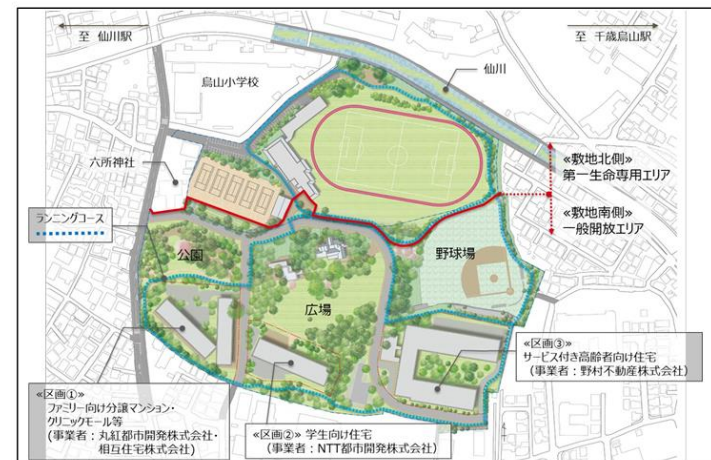 至 仙川駅
至 千歳烏山駅
仙川
烏山小学校
六所神社
≪敷地北側≫
第一生命専用エリア
≪敷地南側≫
一般開放エリア
ランニングコース
公園
広場
野球場
≪区画③≫
サービス付き高齢者向け住宅
(事業者:野村不動産株式会社)
≪区画①≫
ファミリー向け分譲マンション・
クリニックモール等
(事業者:丸紅都市開発株式会社・
相互住宅株式会社)
≪区画②≫ 学生向け住宅
(事業者:NTT都市開発株式会社)